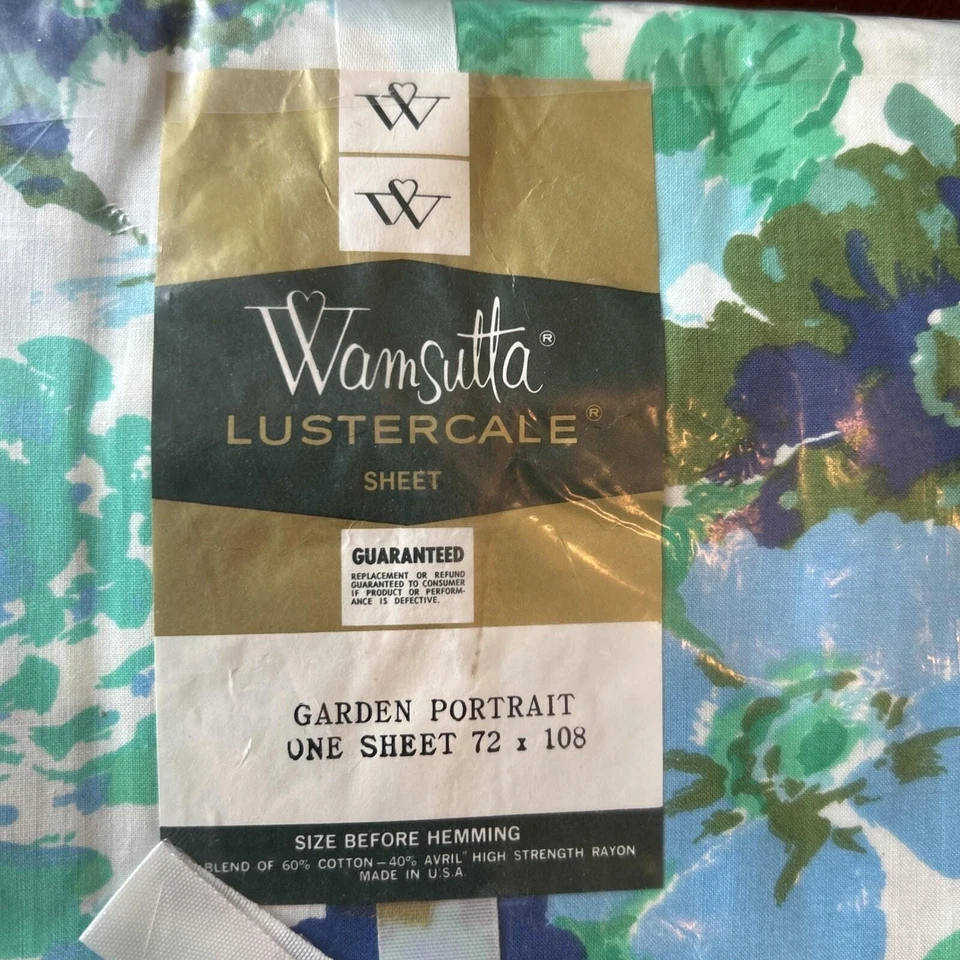 W
W
Wamsutta®
LUSTERCALE®
SHEET
GUARANTEED
REPLACEMENT OR REFUND
GUARANTEED TO CONSUMER
IF PRODUCT OR PERFORM-
ANCE IS DEFECTIVE.
GARDEN PORTRAIT
ONE SHEET 72 x 108
SIZE BEFORE HEMMING
BLEND OF 60% COTTON—40% AVRIL" HIGH STRENGTH RAYON
MADE IN U.S.A.